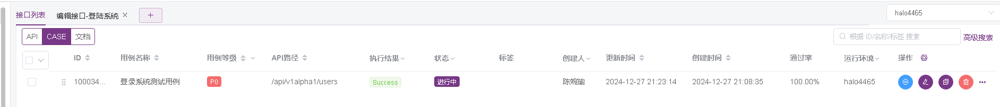 接口列表 编辑接口-登陆系统 × + halo4465
API CASE 文档 根据 ID/名称/标签 搜索 高级搜索
ID 用例名称 用例等级 API路径 执行结果 状态 标签 创建人 更新时间 创建时间 通过率 运行环境 操作
100034... 登录系统测试用例 P0 /api/v1alpha1/users Success 进行中 陈婉瑜 2024-12-27 21:23:14 2024-12-27 21:08:35 100.00% halo4465 ...